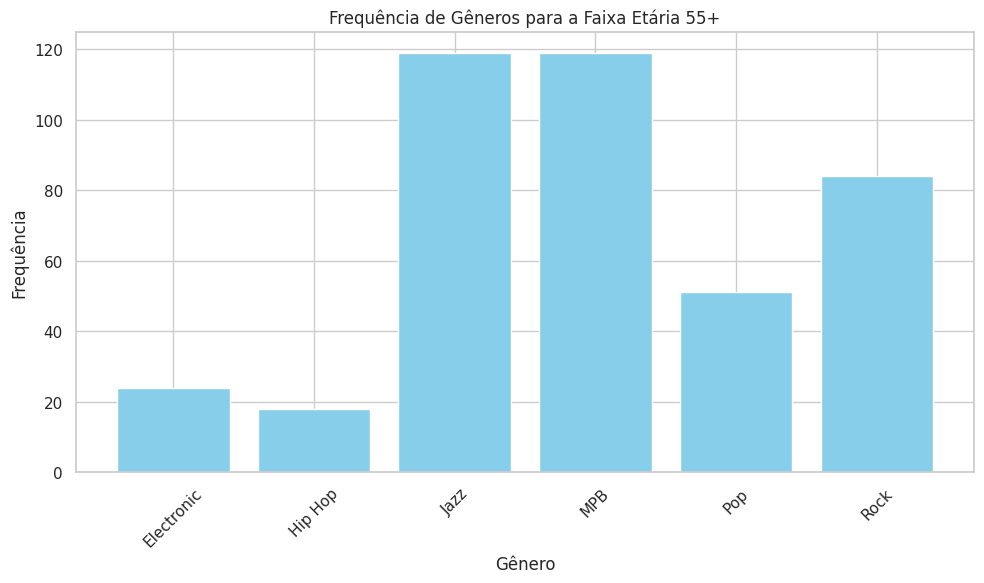 Frequência de Gêneros para a Faixa Etária 55+
120
100
80
60
40
20
0
Frequência
Electronic
Hip Hop
Jazz
MPB
Pop
Rock
Gênero